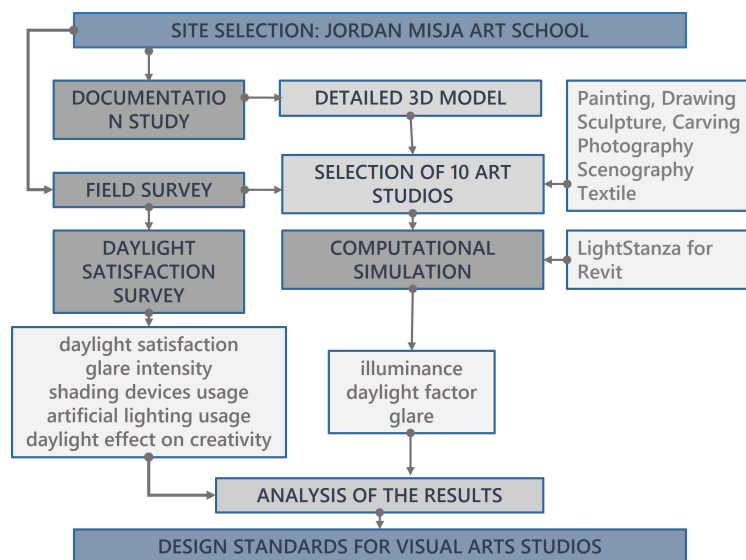 SITE SELECTION: JORDAN MISJA ART SCHOOL
DOCUMENTATIO
N STUDY
DETAILED 3D MODEL
Painting, Drawing
Sculpture, Carving
Photography
Scenography
Textile
FIELD SURVEY
SELECTION OF 10 ART
STUDIOS
DAYLIGHT
SATISFACTION
SURVEY
COMPUTATIONAL
SIMULATION
LightStanza for
Revit
daylight satisfaction
glare intensity
shading devices usage
artificial lighting usage
daylight effect on creativity
illuminance
daylight factor
glare
ANALYSIS OF THE RESULTS
DESIGN STANDARDS FOR VISUAL ARTS STUDIOS